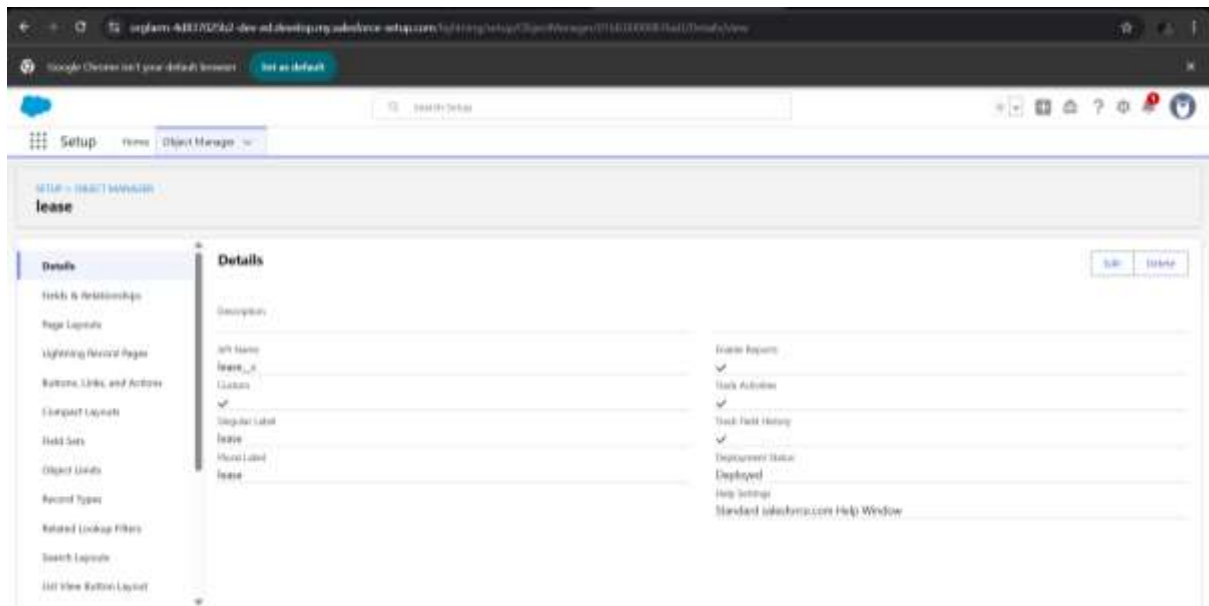 Google Chrome isn't your default browser Set as default
Search Setup
Setup Home Object Manager
SETUP > OBJECT MANAGER
lease
Details
Fields & Relationships
Page Layouts
Lightning Record Pages
Buttons, Links, and Actions
Compact Layouts
Field Sets
Object Limits
Record Types
Related Lookup Filters
Search Layouts
List View Button Layout
Details
Edit Delete
Description
API Name
lease__c
Custom
Singular Label
lease
Plural Label
lease
Enable Reports
Track Activities
Track Field History
Deployment Status
Deployed
Help Settings
Standard salesforce.com Help Window